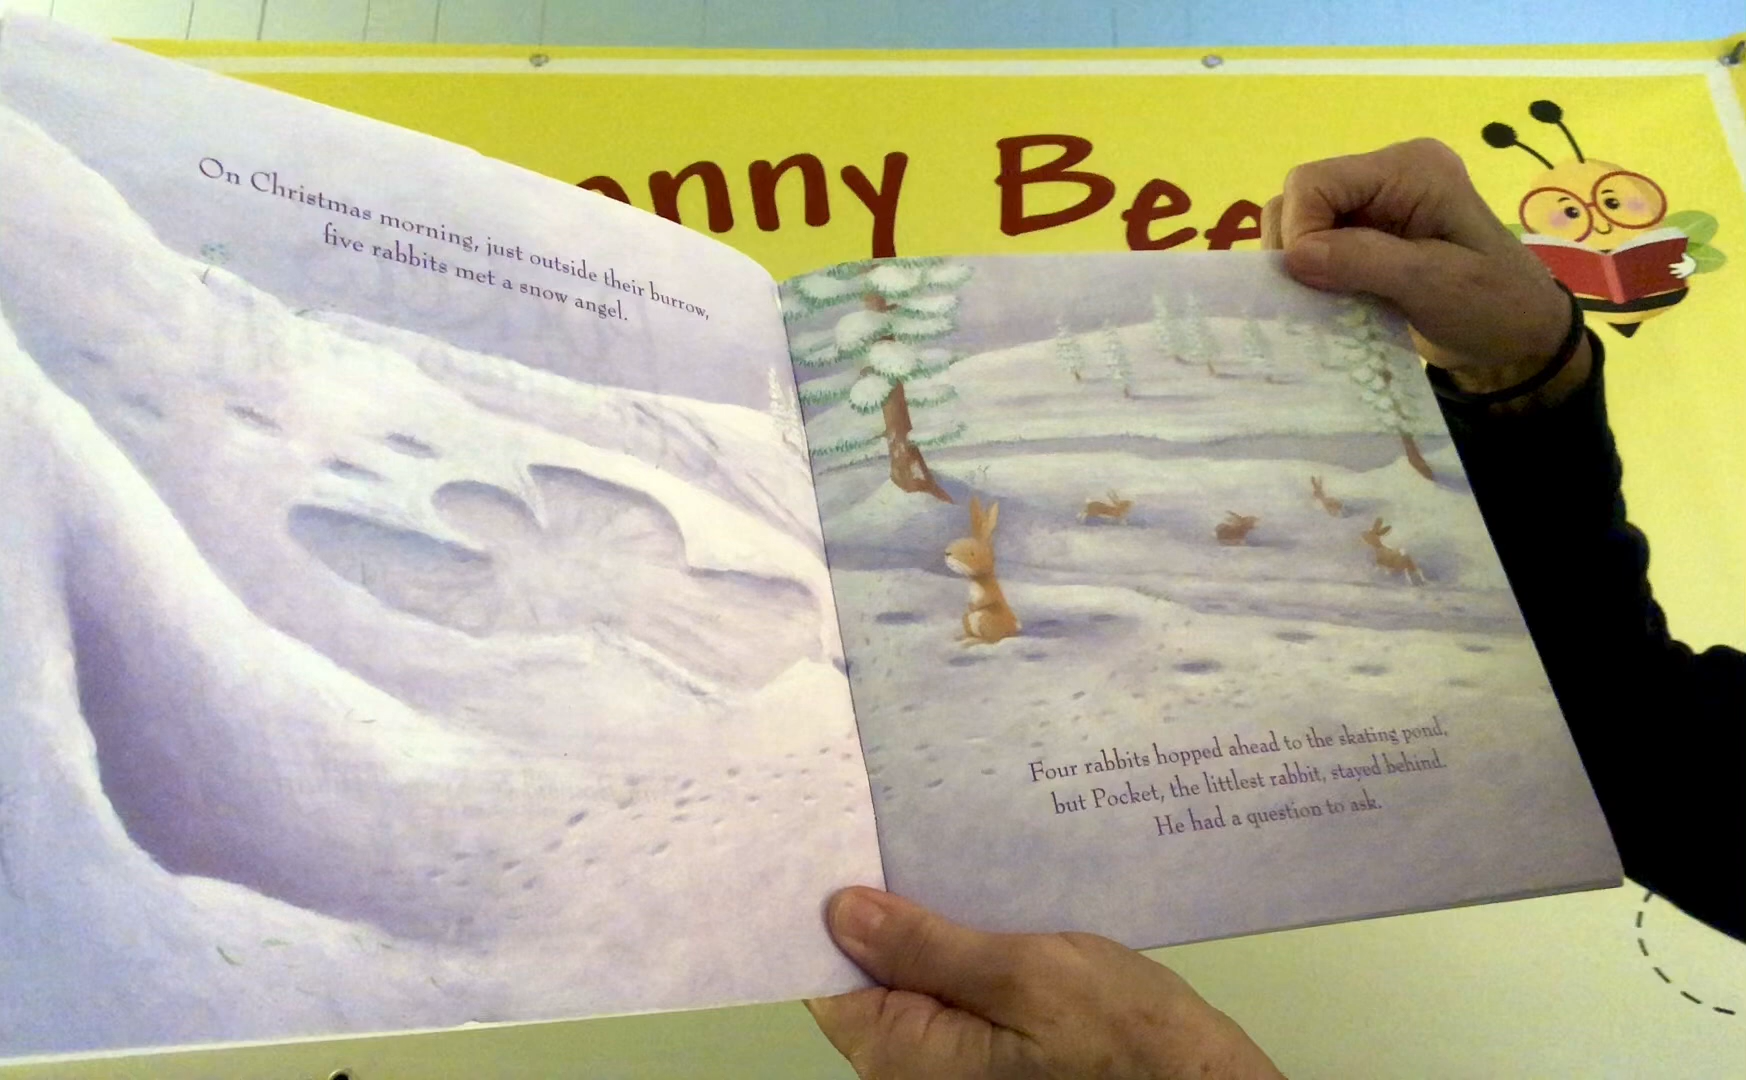 nny Bee
On Christmas morning, just outside their burrow,
five rabbits met a snow angel.
Four rabbits hopped ahead to the skating pond,
but Pocket, the littlest rabbit, stayed behind.
He had a question to ask.